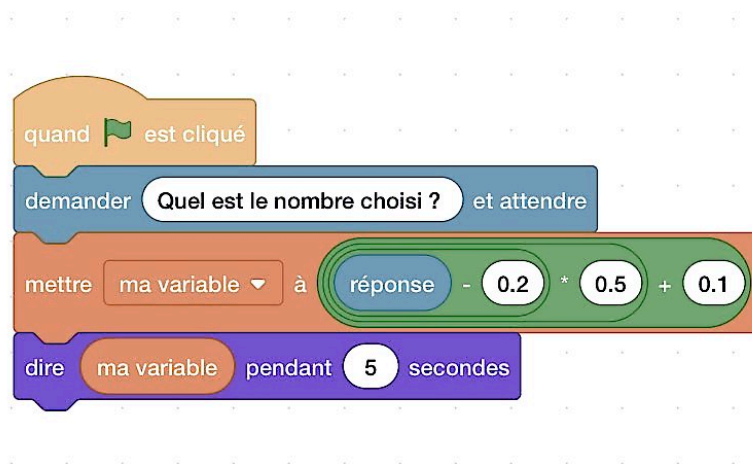 quand est cliqué
demander Quel est le nombre choisi ? et attendre
mettre ma variable à réponse - 0.2 * 0.5 + 0.1
dire ma variable pendant 5 secondes